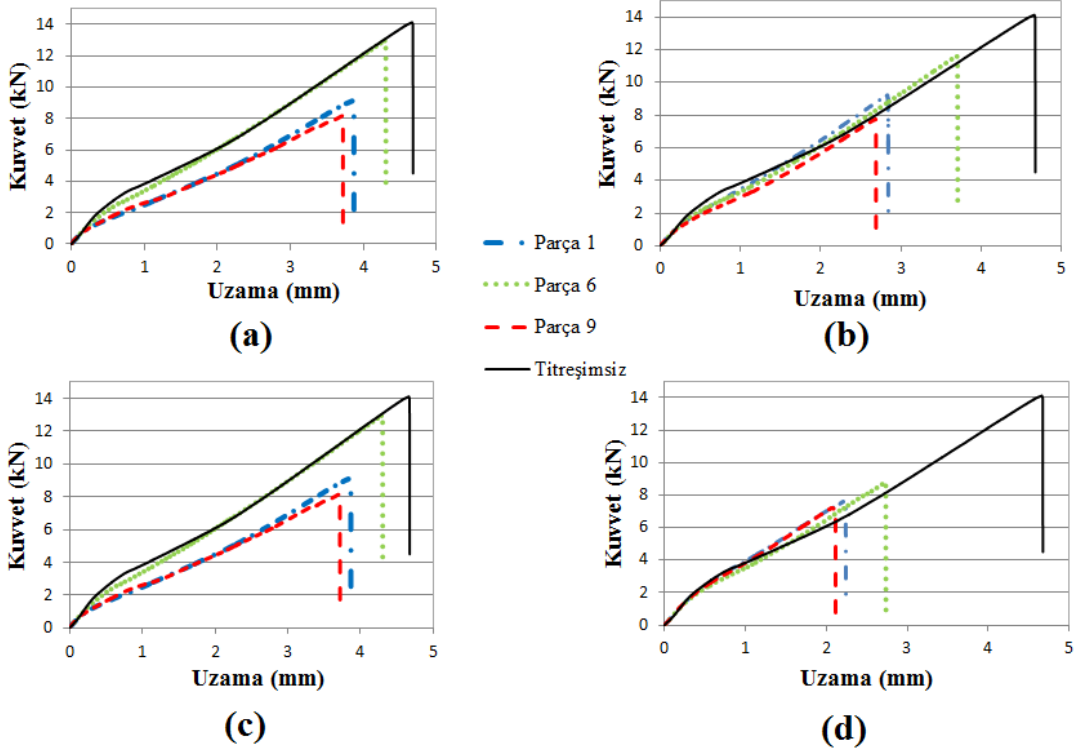 Kuvvet (kN)
14
12
10
8
6
4
2
0
0 1 2 3 4 5
Uzama (mm)
(a)
Kuvvet (kN)
14
12
10
8
6
4
2
0
0 1 2 3 4 5
Uzama (mm)
(b)
Parça 1
Parça 6
Parça 9
Titreşimsiz
Kuvvet (kN)
14
12
10
8
6
4
2
0
0 1 2 3 4 5
Uzama (mm)
(c)
Kuvvet (kN)
14
12
10
8
6
4
2
0
0 1 2 3 4 5
Uzama (mm)
(d)